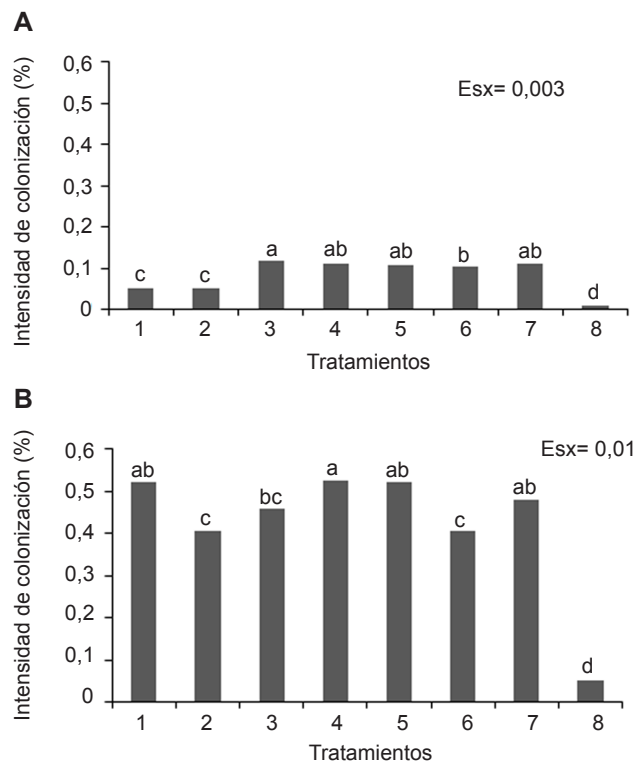 A
Intensidad de colonización (%)
0,6
0,5
0,4
0,3
0,2
0,1
0
Esx= 0,003
c c a ab ab b ab d
1 2 3 4 5 6 7 8
Tratamientos
B
Intensidad de colonización (%)
0,6
0,5
0,4
0,3
0,2
0,1
0
Esx= 0,01
ab c bc a ab c ab d
1 2 3 4 5 6 7 8
Tratamientos